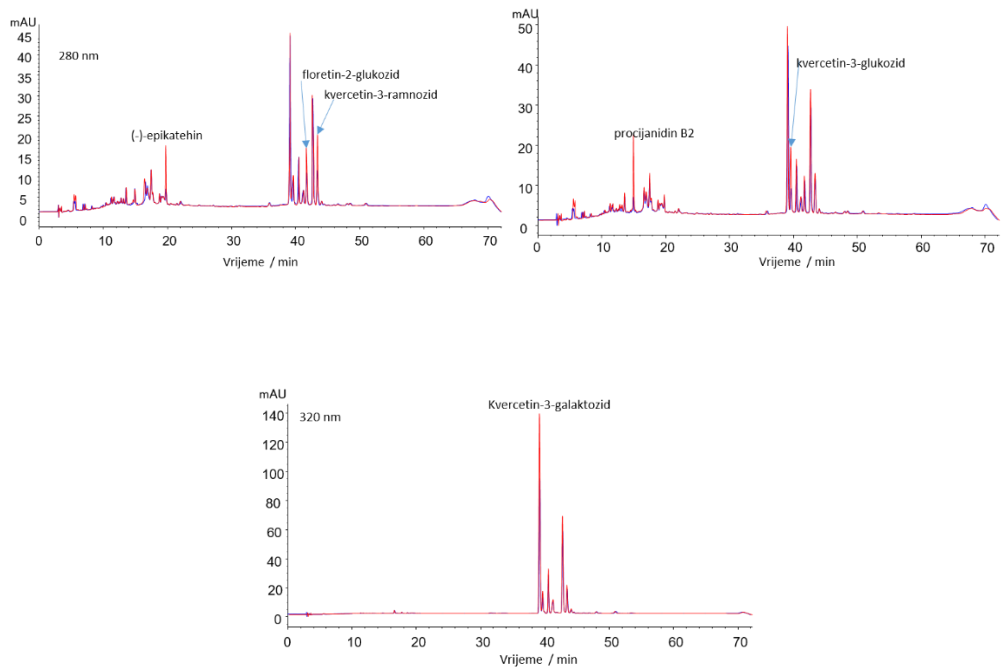 mAU
45
40
35
30
25
20
15
10
5
0
280 nm
floretin-2-glukozid
kvercetin-3-ramnozid
(-)-epikatehin
0 10 20 30 40 50 60 70
Vrijeme / min
mAU
50
40
30
20
10
0
kvercetin-3-glukozid
procijanidin B2
0 10 20 30 40 50 60 70
Vrijeme / min
mAU
140
120
100
80
60
40
20
0
320 nm
Kvercetin-3-galaktozid
0 10 20 30 40 50 60 70
Vrijeme / min